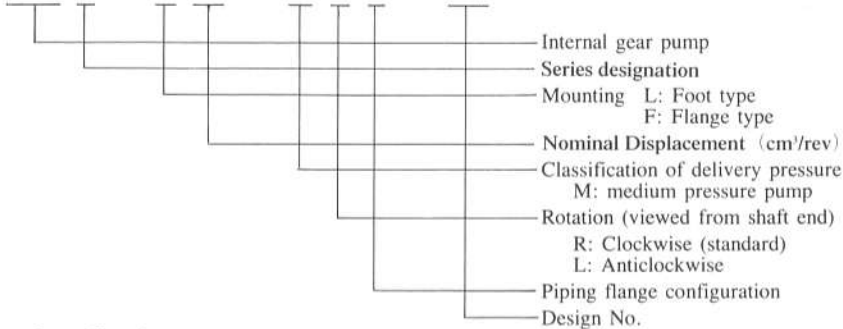 Internal gear pump
Series designation
Mounting L: Foot type
F: Flange type
Nominal Displacement (cm³/rev)
Classification of delivery pressure
M: medium pressure pump
Rotation (viewed from shaft end)
R: Clockwise (standard)
L: Anticlockwise
Piping flange configuration
Design No.